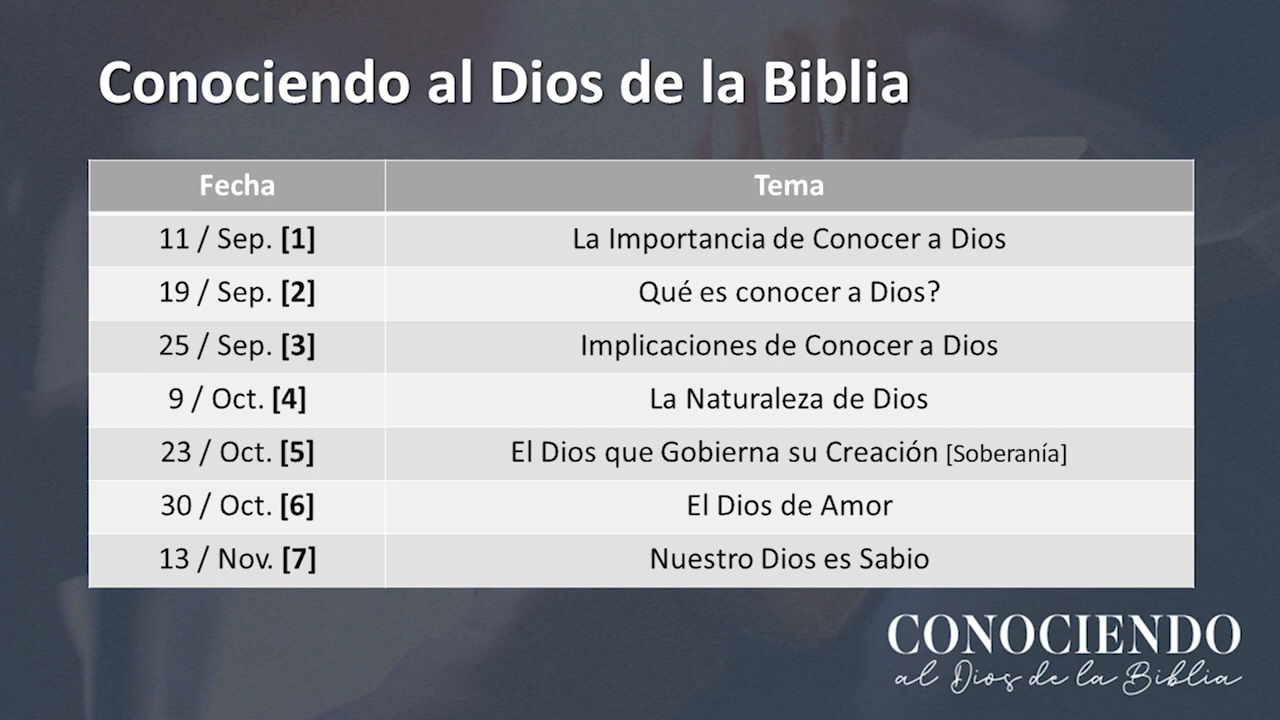 Conociendo al Dios de la Biblia
Fecha Tema
11 / Sep. [1] La Importancia de Conocer a Dios
19 / Sep. [2] Qué es conocer a Dios?
25 / Sep. [3] Implicaciones de Conocer a Dios
9 / Oct. [4] La Naturaleza de Dios
23 / Oct. [5] El Dios que Gobierna su Creación [Soberanía]
30 / Oct. [6] El Dios de Amor
13 / Nov. [7] Nuestro Dios es Sabio
CONOCIENDO
al Dios de la Biblia